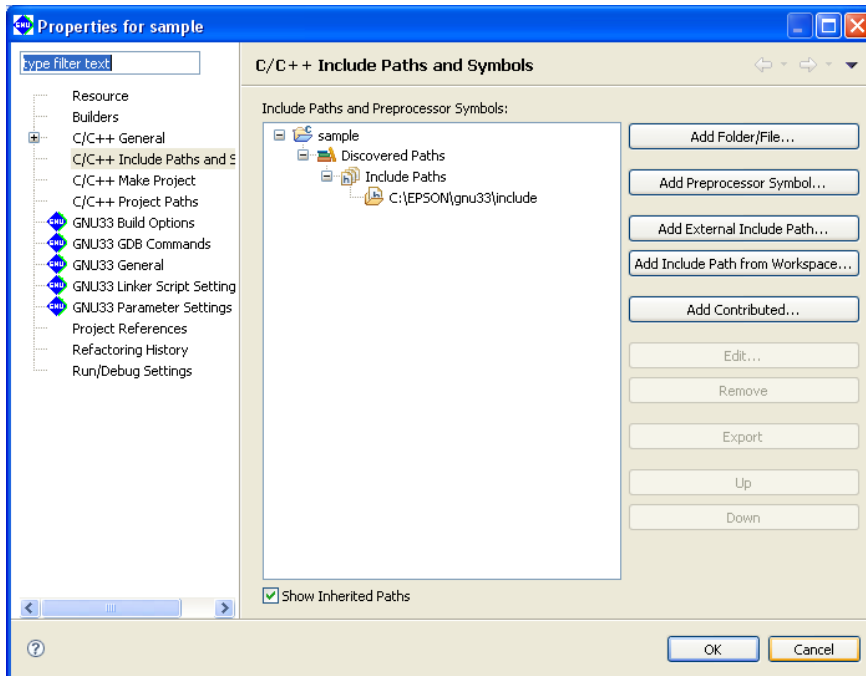 Properties for sample
type filter text
Resource
Builders
C/C++ General
C/C++ Include Paths and S
C/C++ Make Project
C/C++ Project Paths
GNU33 Build Options
GNU33 GDB Commands
GNU33 General
GNU33 Linker Script Setting
GNU33 Parameter Settings
Project References
Refactoring History
Run/Debug Settings
C/C++ Include Paths and Symbols
Include Paths and Preprocessor Symbols:
sample
Discovered Paths
Include Paths
C:\EPSON\gnu33\include
Show Inherited Paths
Add Folder/File...
Add Preprocessor Symbol...
Add External Include Path...
Add Include Path from Workspace...
Add Contributed...
Edit...
Remove
Export
Up
Down
OK
Cancel